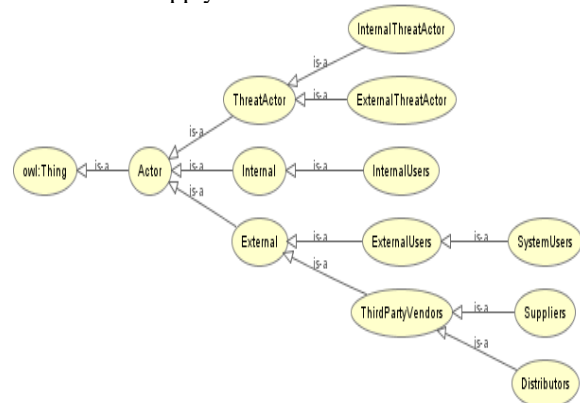 InternalThreatActor
is-a
ThreatActor
is-a
ExternalThreatActor
is-a
owl:Thing
is-a
Actor
is-a
Internal
is-a
InternalUsers
is-a
External
is-a
ExternalUsers
is-a
SystemUsers
is-a
ThirdPartyVendors
is-a
Suppliers
is-a
Distributors